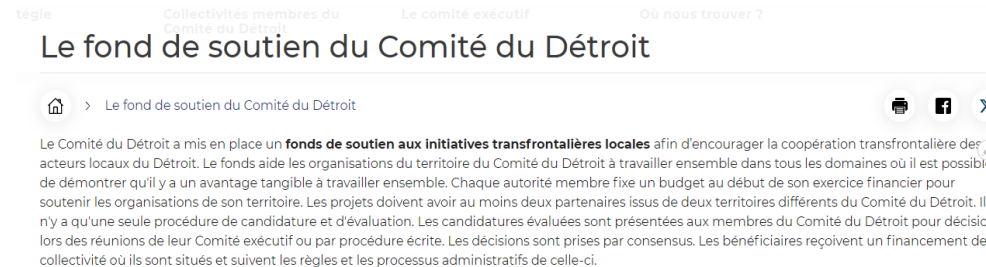 tégie Collectivités membres du Le comité exécutif Où nous trouver ?
Comité du Détroit
Le fond de soutien du Comité du Détroit
> Le fond de soutien du Comité du Détroit
Le Comité du Détroit a mis en place un fonds de soutien aux initiatives transfrontalières locales afin d'encourager la coopération transfrontalière des
acteurs locaux du Détroit. Le fonds aide les organisations du territoire du Comité du Détroit à travailler ensemble dans tous les domaines où il est possibl
de démontrer qu'il y a un avantage tangible à travailler ensemble. Chaque autorité membre fixe un budget au début de son exercice financier pour
soutenir les organisations de son territoire. Les projets doivent avoir au moins deux partenaires issus de deux territoires différents du Comité du Détroit. Il
n'y a qu'une seule procédure de candidature et d'évaluation. Les candidatures évaluées sont présentées aux membres du Comité du Détroit pour décisio
lors des réunions de leur Comité exécutif ou par procédure écrite. Les décisions sont prises par consensus. Les bénéficiaires reçoivent un financement de
collectivité où ils sont situés et suivent les règles et les processus administratifs de celle-ci.